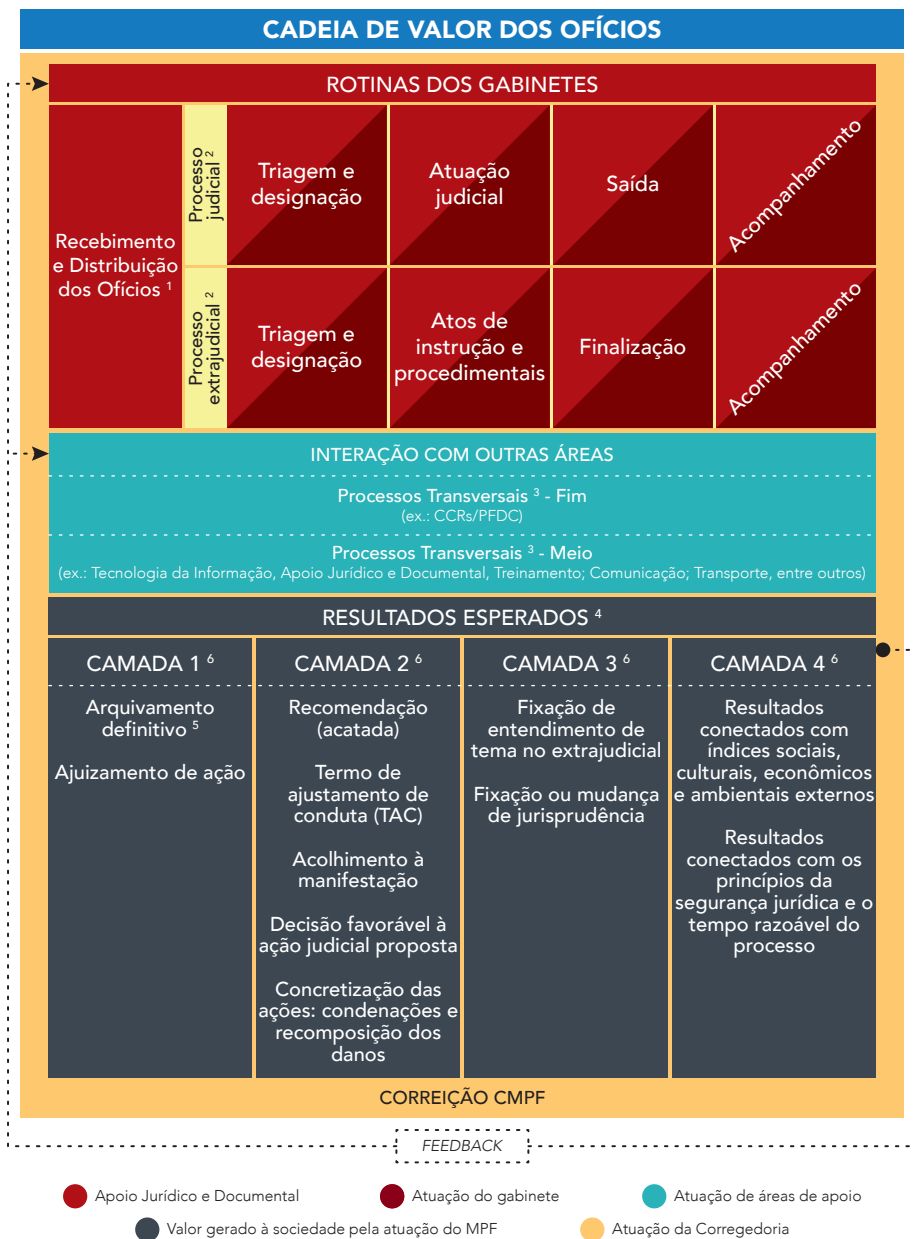 CADEIA DE VALOR DOS OFÍCIOS
ROTINAS DOS GABINETES
Recebimento
e Distribuição
dos Ofícios ¹
Processo
judicial ²
Triagem e
designação
Atuação
judicial
Saída
Acompanhamento
Processo
extrajudicial ²
Triagem e
designação
Atos de
instrução e
procedimentais
Finalização
Acompanhamento
INTERAÇÃO COM OUTRAS ÁREAS
Processos Transversais ³ - Fim
(ex.: CCRs/PFDC)
Processos Transversais ³ - Meio
(ex.: Tecnologia da Informação, Apoio Jurídico e Documental, Treinamento; Comunicação; Transporte, entre outros)
RESULTADOS ESPERADOS ⁴
CAMADA 1 ⁶
Arquivamento
definitivo ⁵
Ajuizamento de ação
CAMADA 2 ⁶
Recomendação
(acatada)
Termo de
ajustamento de
conduta (TAC)
Acolhimento à
manifestação
Decisão favorável à
ação judicial proposta
Concretização das
ações: condenações e
recomposição dos
danos
CAMADA 3 ⁶
Fixação de
entendimento de
tema no extrajudicial
Fixação ou mudança
de jurisprudência
CAMADA 4 ⁶
Resultados
conectados com
índices sociais,
culturais, econômicos
e ambientais externos
Resultados
conectados com os
princípios da
segurança jurídica e o
tempo razoável do
processo
CORREIÇÃO CMPF
FEEDBACK
Apoio Jurídico e Documental
Atuação do gabinete
Atuação de áreas de apoio
Valor gerado à sociedade pela atuação do MPF
Atuação da Corregedoria